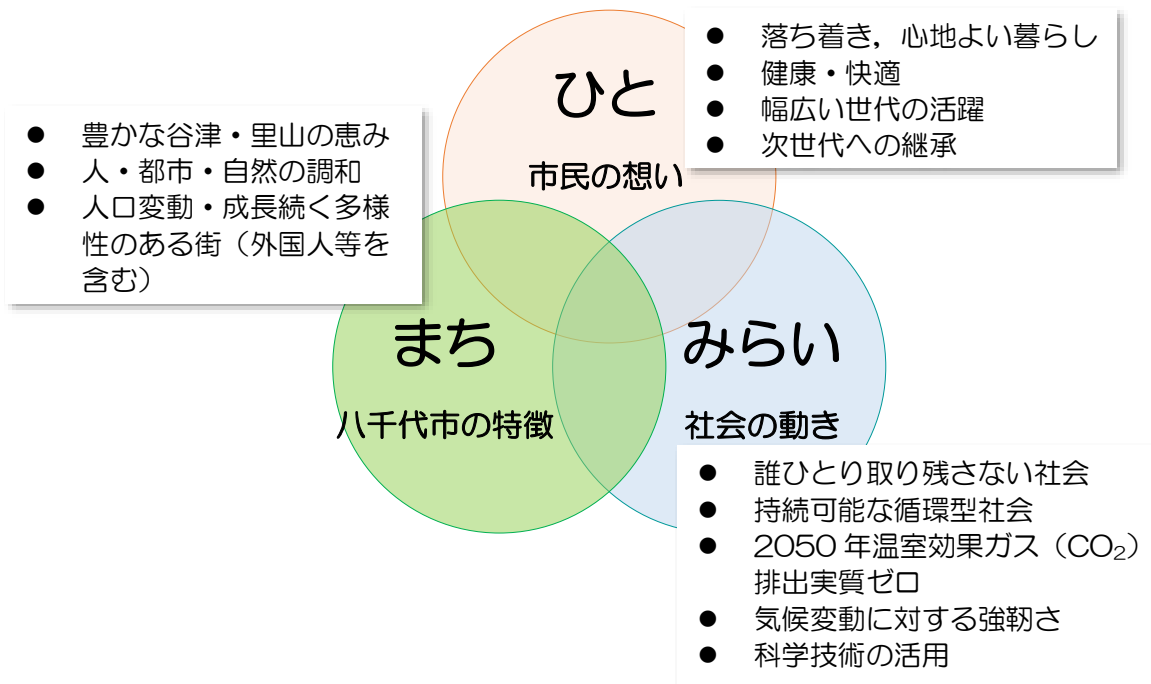 ひと
市民の想い
● 落ち着き，心地よい暮らし
● 健康・快適
● 幅広い世代の活躍
● 次世代への継承
● 豊かな谷津・里山の恵み
● 人・都市・自然の調和
● 人口変動・成長続く多様
性のある街（外国人等を
含む）
まち
八千代市の特徴
みらい
社会の動き
● 誰ひとり取り残さない社会
● 持続可能な循環型社会
● 2050 年温室効果ガス（CO₂）
排出実質ゼロ
● 気候変動に対する強靭さ
● 科学技術の活用